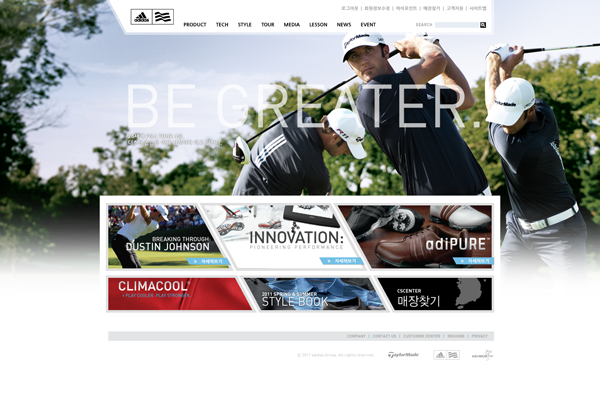 로그아웃 | 회원정보수정 | 마이포인트 | 매장찾기 | 고객지원 | 사이트맵
adidas
PRODUCT TECH STYLE TOUR MEDIA LESSON NEWS EVENT
SEARCH
TaylorMade
TaylorMade
BE GREATER.
BREAKING THROUGH
DUSTIN JOHNSON
자세히보기
INNOVATION:
PIONEERING PERFORMANCE
자세히보기
adiPURE™
자세히보기
CLIMACOOL®
PLAY COOLER. PLAY STRONGER.
2011 SPRING & SUMMER
STYLE BOOK
CSCENTER
매장찾기
COMPANY | CONTACT US | CUSTOMER CENTER | BUSINESS | PRIVACY
TaylorMade